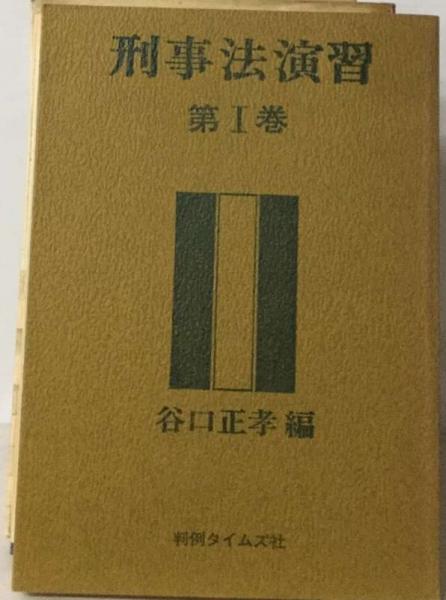 刑事法演習
第I巻
谷口正孝編
判例タイムズ社